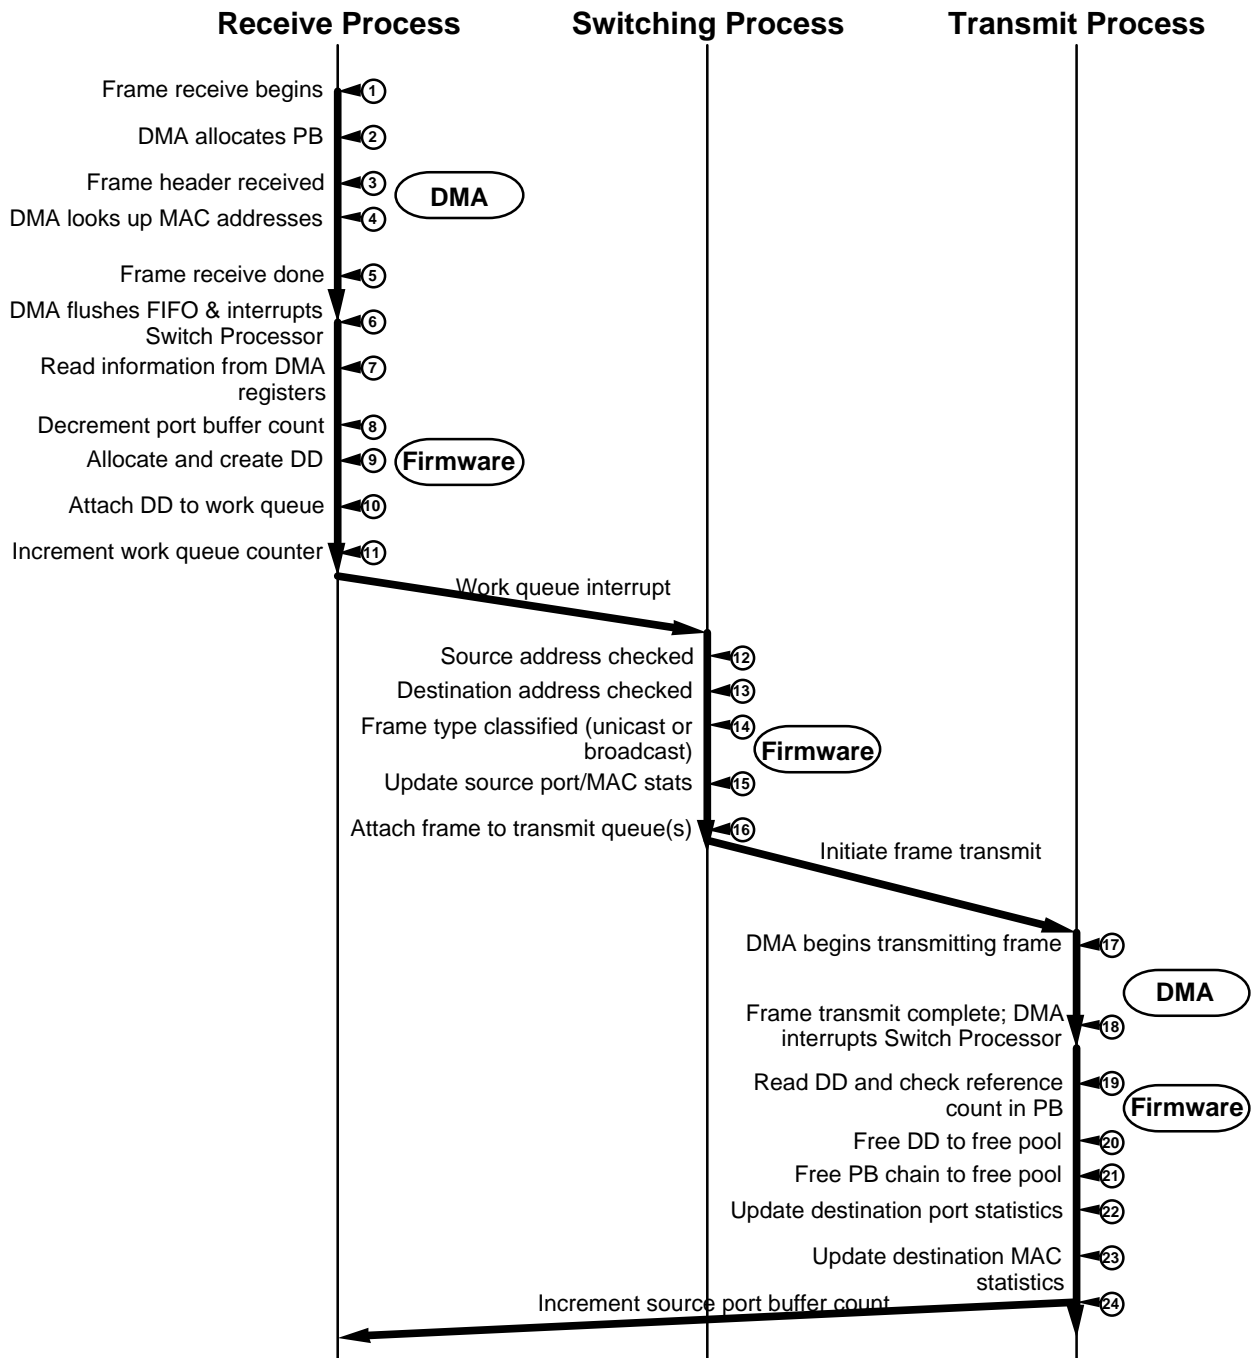 Receive Process
Switching Process
Transmit Process
Frame receive begins
1
DMA allocates PB
2
Frame header received
3
DMA
DMA looks up MAC addresses
4
Frame receive done
5
DMA flushes FIFO & interrupts
Switch Processor
6
Read information from DMA
registers
7
Decrement port buffer count
8
Allocate and create DD
9
Firmware
Attach DD to work queue
10
Increment work queue counter
11
Work queue interrupt
Source address checked
12
Destination address checked
13
Frame type classified (unicast or
broadcast)
14
Firmware
Update source port/MAC stats
15
Attach frame to transmit queue(s)
16
Initiate frame transmit
DMA begins transmitting frame
17
DMA
Frame transmit complete; DMA
interrupts Switch Processor
18
Read DD and check reference
count in PB
19
Firmware
Free DD to free pool
20
Free PB chain to free pool
21
Update destination port statistics
22
Update destination MAC
statistics
23
Increment source port buffer count
24